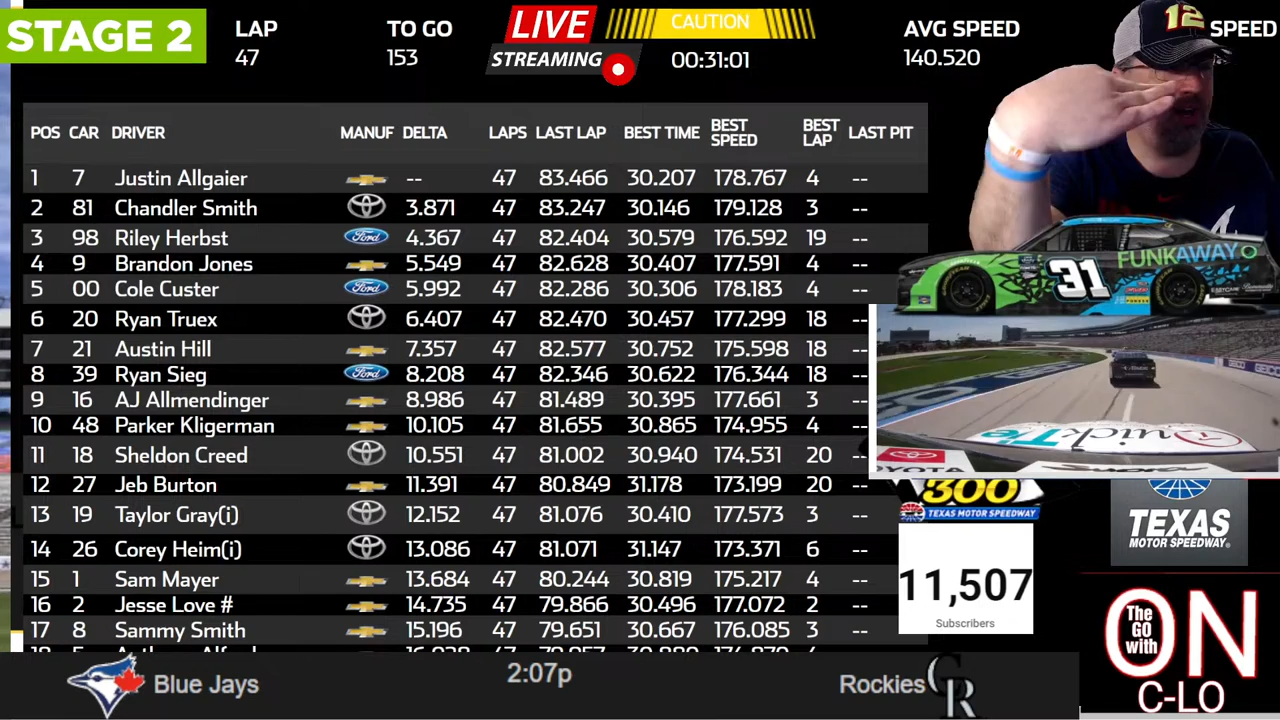 STAGE 2
LAP
47
TO GO
153
LIVE
STREAMING
CAUTION
00:31:01
AVG SPEED
140.520
SPEED
12
POS CAR DRIVER MANUF DELTA LAPS LAST LAP BEST TIME BEST SPEED BEST LAP LAST PIT
1 7 Justin Allgaier -- 47 83.466 30.207 178.767 4 --
2 81 Chandler Smith 3.871 47 83.247 30.146 179.128 3 --
3 98 Riley Herbst Ford 4.367 47 82.404 30.579 176.592 19 --
4 9 Brandon Jones 5.549 47 82.628 30.407 177.591 4 --
5 00 Cole Custer Ford 5.992 47 82.286 30.306 178.183 4 --
6 20 Ryan Truex 6.407 47 82.470 30.457 177.299 18 --
7 21 Austin Hill 7.357 47 82.577 30.752 175.598 18 --
8 39 Ryan Sieg Ford 8.208 47 82.346 30.622 176.344 18 --
9 16 AJ Allmendinger 8.986 47 81.489 30.395 177.661 3 --
10 48 Parker Kligerman 10.105 47 81.655 30.865 174.955 4 --
11 18 Sheldon Creed 10.551 47 81.002 30.940 174.531 20 --
12 27 Jeb Burton 11.391 47 80.849 31.178 173.199 20 --
13 19 Taylor Gray(i) 12.152 47 81.076 30.410 177.573 3 --
14 26 Corey Heim(i) 13.086 47 81.071 31.147 173.371 6 --
15 1 Sam Mayer 13.684 47 80.244 30.819 175.217 4 --
16 2 Jesse Love # 14.735 47 79.866 30.496 177.072 2 --
17 8 Sammy Smith 15.196 47 79.651 30.667 176.085 3 --
FUNKAWAY
31
GEICO
QuickTie
TOYOTA
300
TEXAS MOTOR SPEEDWAY
TEXAS
MOTOR SPEEDWAY
11,507
Subscribers
The GO with ON
C-LO
Blue Jays
2:07p
Rockies
CR